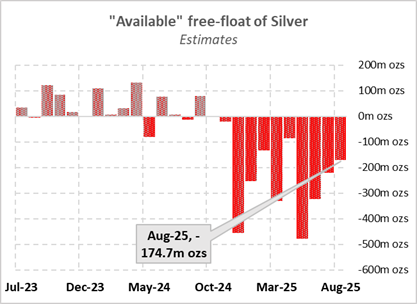 "Available" free-float of Silver
Estimates
200m ozs
100m ozs
0m ozs
-100m ozs
-200m ozs
-300m ozs
-400m ozs
-500m ozs
-600m ozs
Aug-25, -
174.7m ozs
Jul-23
Dec-23
May-24
Oct-24
Mar-25
Aug-25